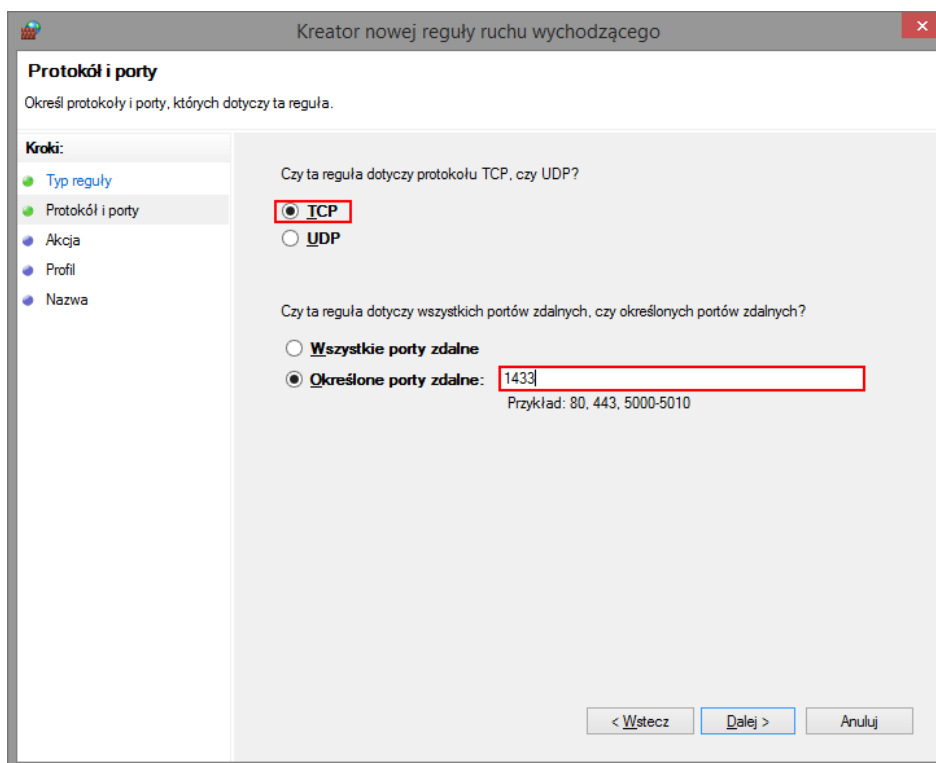 Kreator nowej reguły ruchu wychodzącego
Protokół i porty
Określ protokoły i porty, których dotyczy ta reguła.
Kroki:
Typ reguły
Protokół i porty
Akcja
Profil
Nazwa
Czy ta reguła dotyczy protokołu TCP, czy UDP?
TCP
UDP
Czy ta reguła dotyczy wszystkich portów zdalnych, czy określonych portów zdalnych?
Wszystkie porty zdalne
Określone porty zdalne: 1433
Przykład: 80, 443, 5000-5010
< Wstecz Dalej > Anuluj